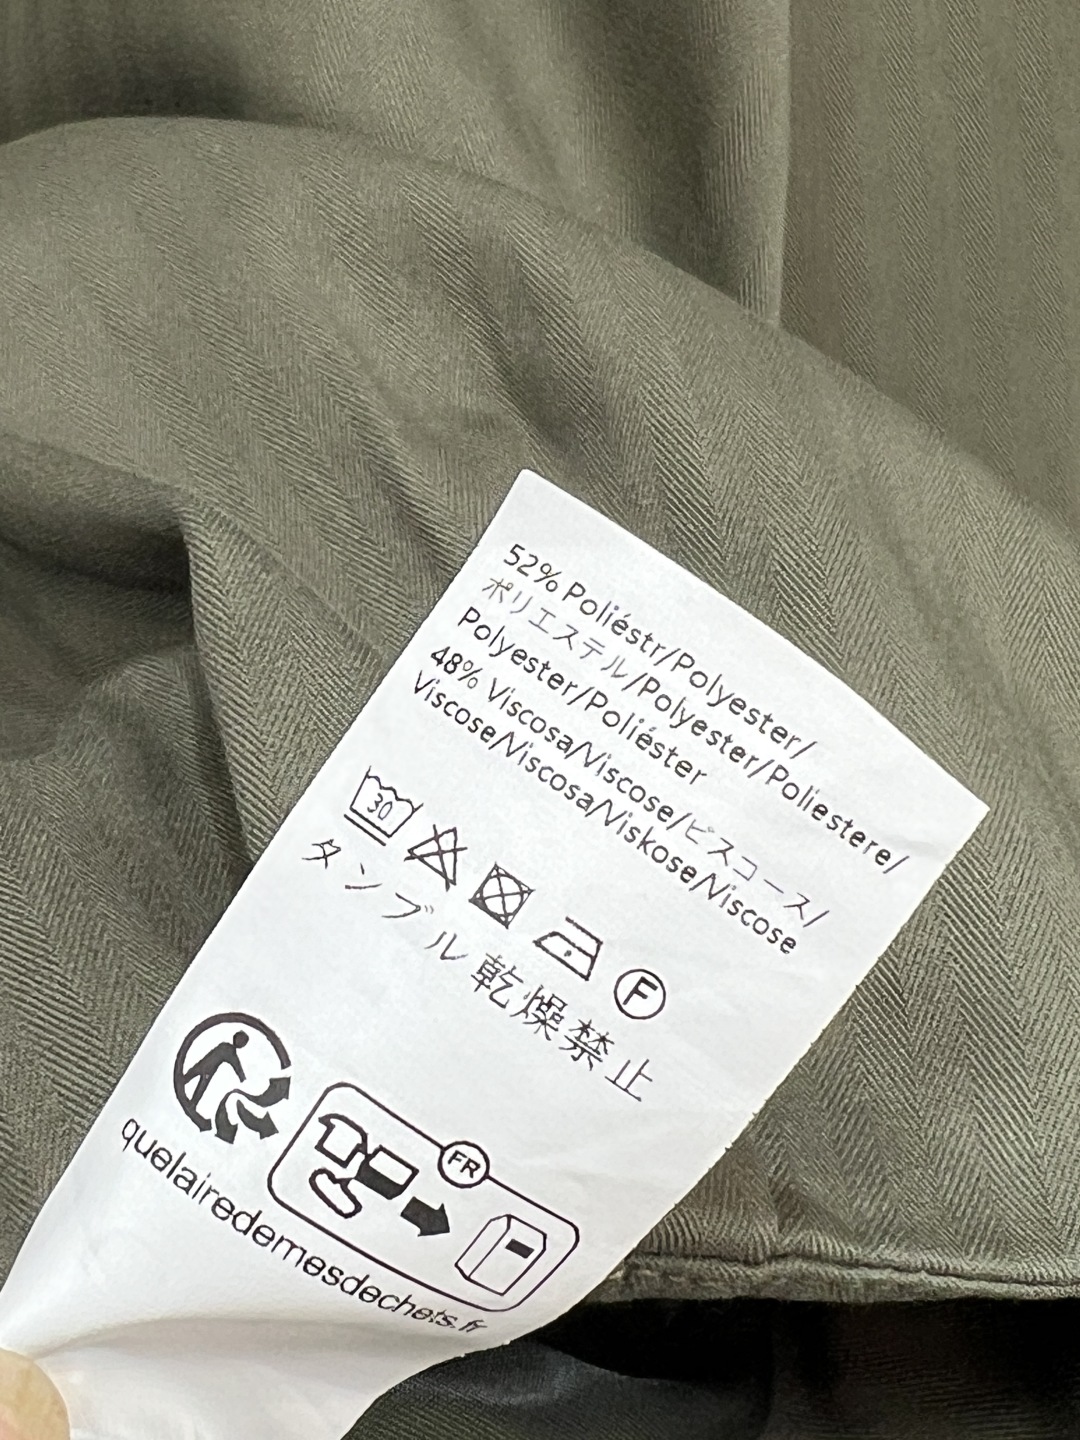 52% Poliéstr/Polyester/
ポリエステル/Polyester/Poliestere/
Polyester/Poliéster
48% Viscosa/Viscose/ビスコース/
Viscose/Viscosa/Viskose/Viscose
30
F
タンブル乾燥禁止
FR
quelairedemesdechets.fr